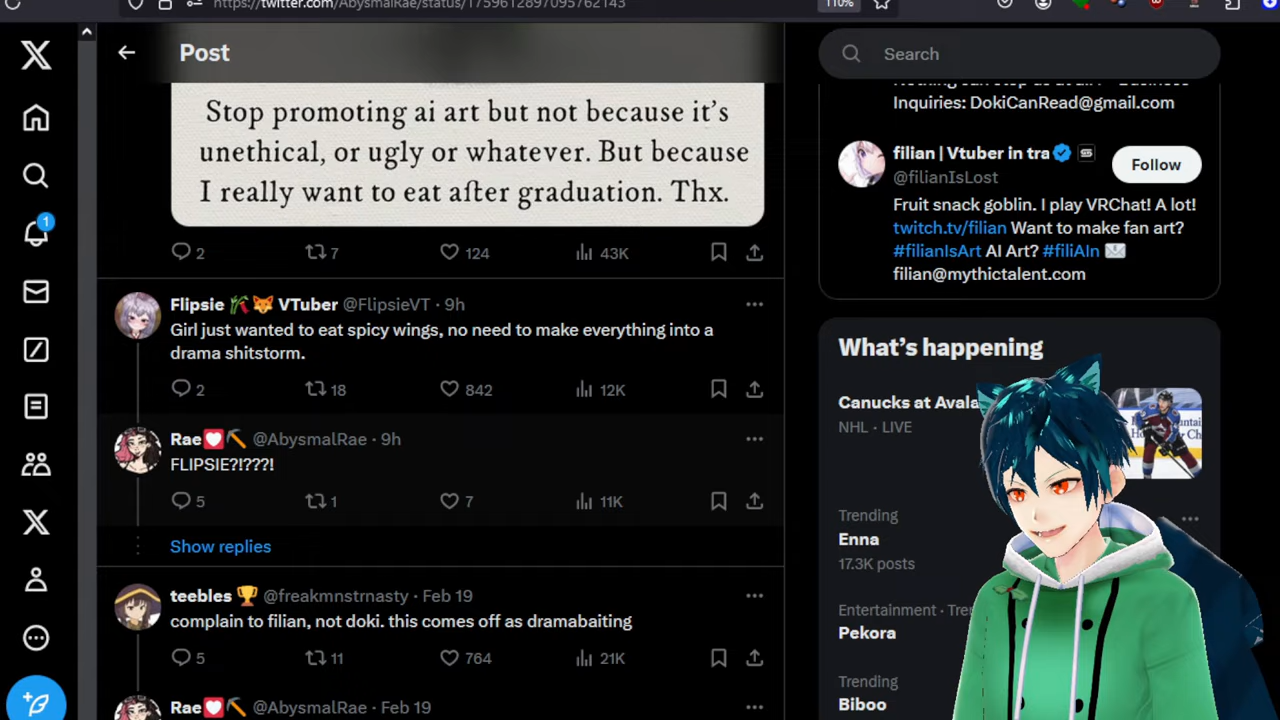 https://twitter.com/AbysmalRae/status/1759612897095762143
110%
Post
Search
Stop promoting ai art but not because it's
unethical, or ugly or whatever. But because
I really want to eat after graduation. Thx.
2 7 124 43K
Flipsie 🎋🦊 VTuber @FlipsieVT · 9h
Girl just wanted to eat spicy wings, no need to make everything into a
drama shitstorm.
2 18 842 12K
Rae💟⛏️ @AbysmalRae · 9h
FLIPSIE?!???!
5 1 7 11K
Show replies
teebles 🏆 @freakmnstrnasty · Feb 19
complain to filian, not doki. this comes off as dramabaiting
5 11 764 21K
Rae💟⛏️ @AbysmalRae · Feb 19
1
Inquiries: DokiCanRead@gmail.com
filian | Vtuber in tra
Follow
@filianIsLost
Fruit snack goblin. I play VRChat! A lot!
twitch.tv/filian Want to make fan art?
#filianIsArt AI Art? #filiAIn ✉️
filian@mythictalent.com
What's happening
Canucks at Avala
NHL · LIVE
Trending
Enna
17.3K posts
Entertainment · Tre
Pekora
Trending
Biboo